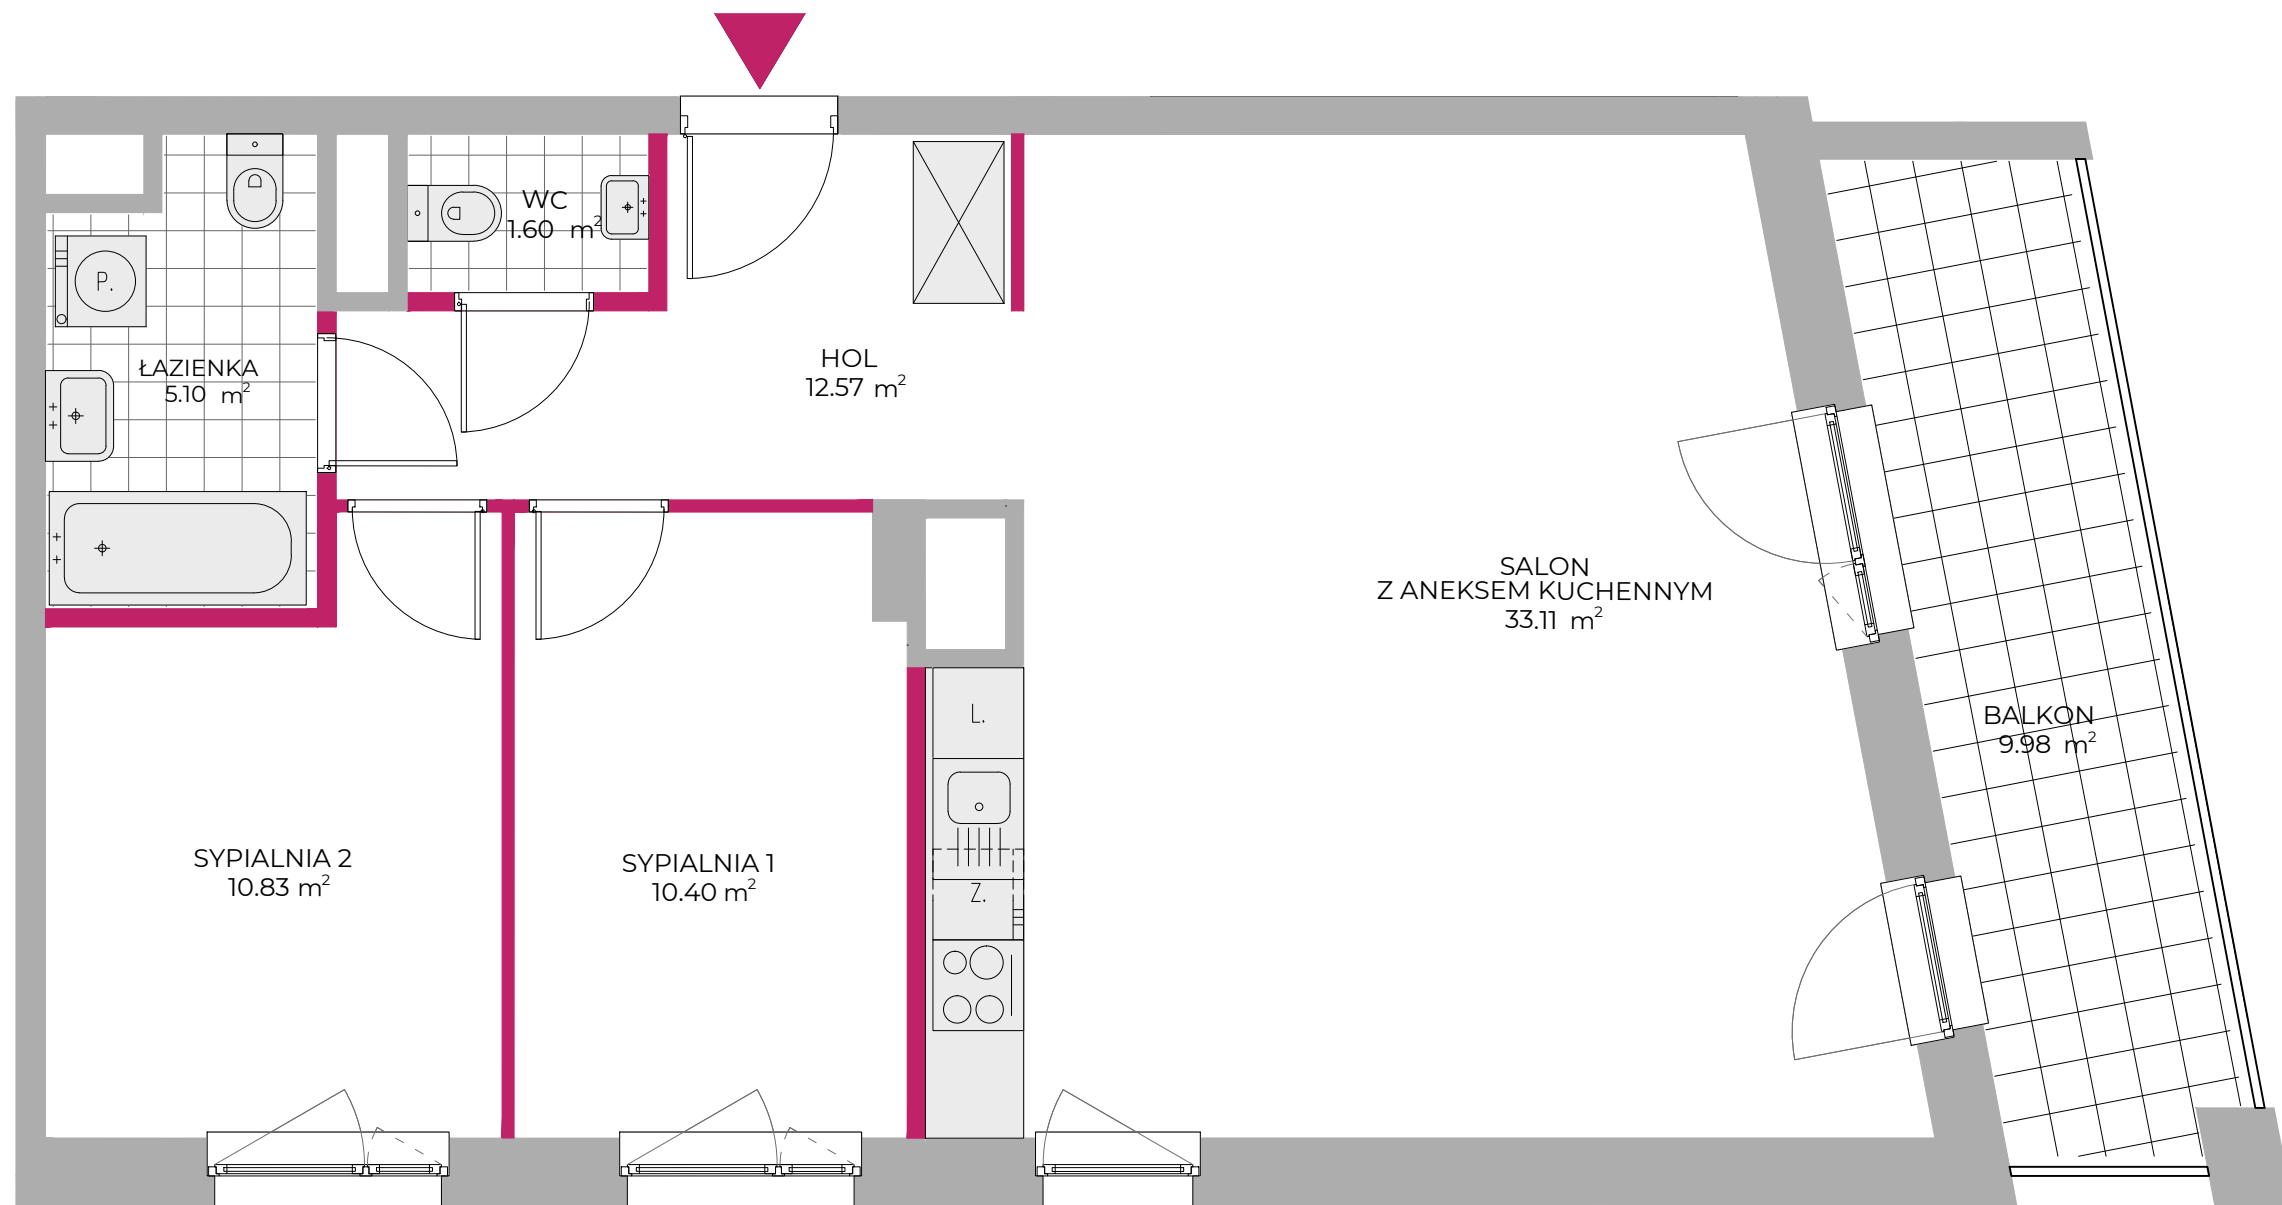 WC
1.60 m²
P.
ŁAZIENKA
5.10 m²
HOL
12.57 m²
SALON
Z ANEKSEM KUCHENNYM
33.11 m²
L.
BALKON
9.98 m²
SYPIALNIA 2
10.83 m²
SYPIALNIA 1
10.40 m²
Z.